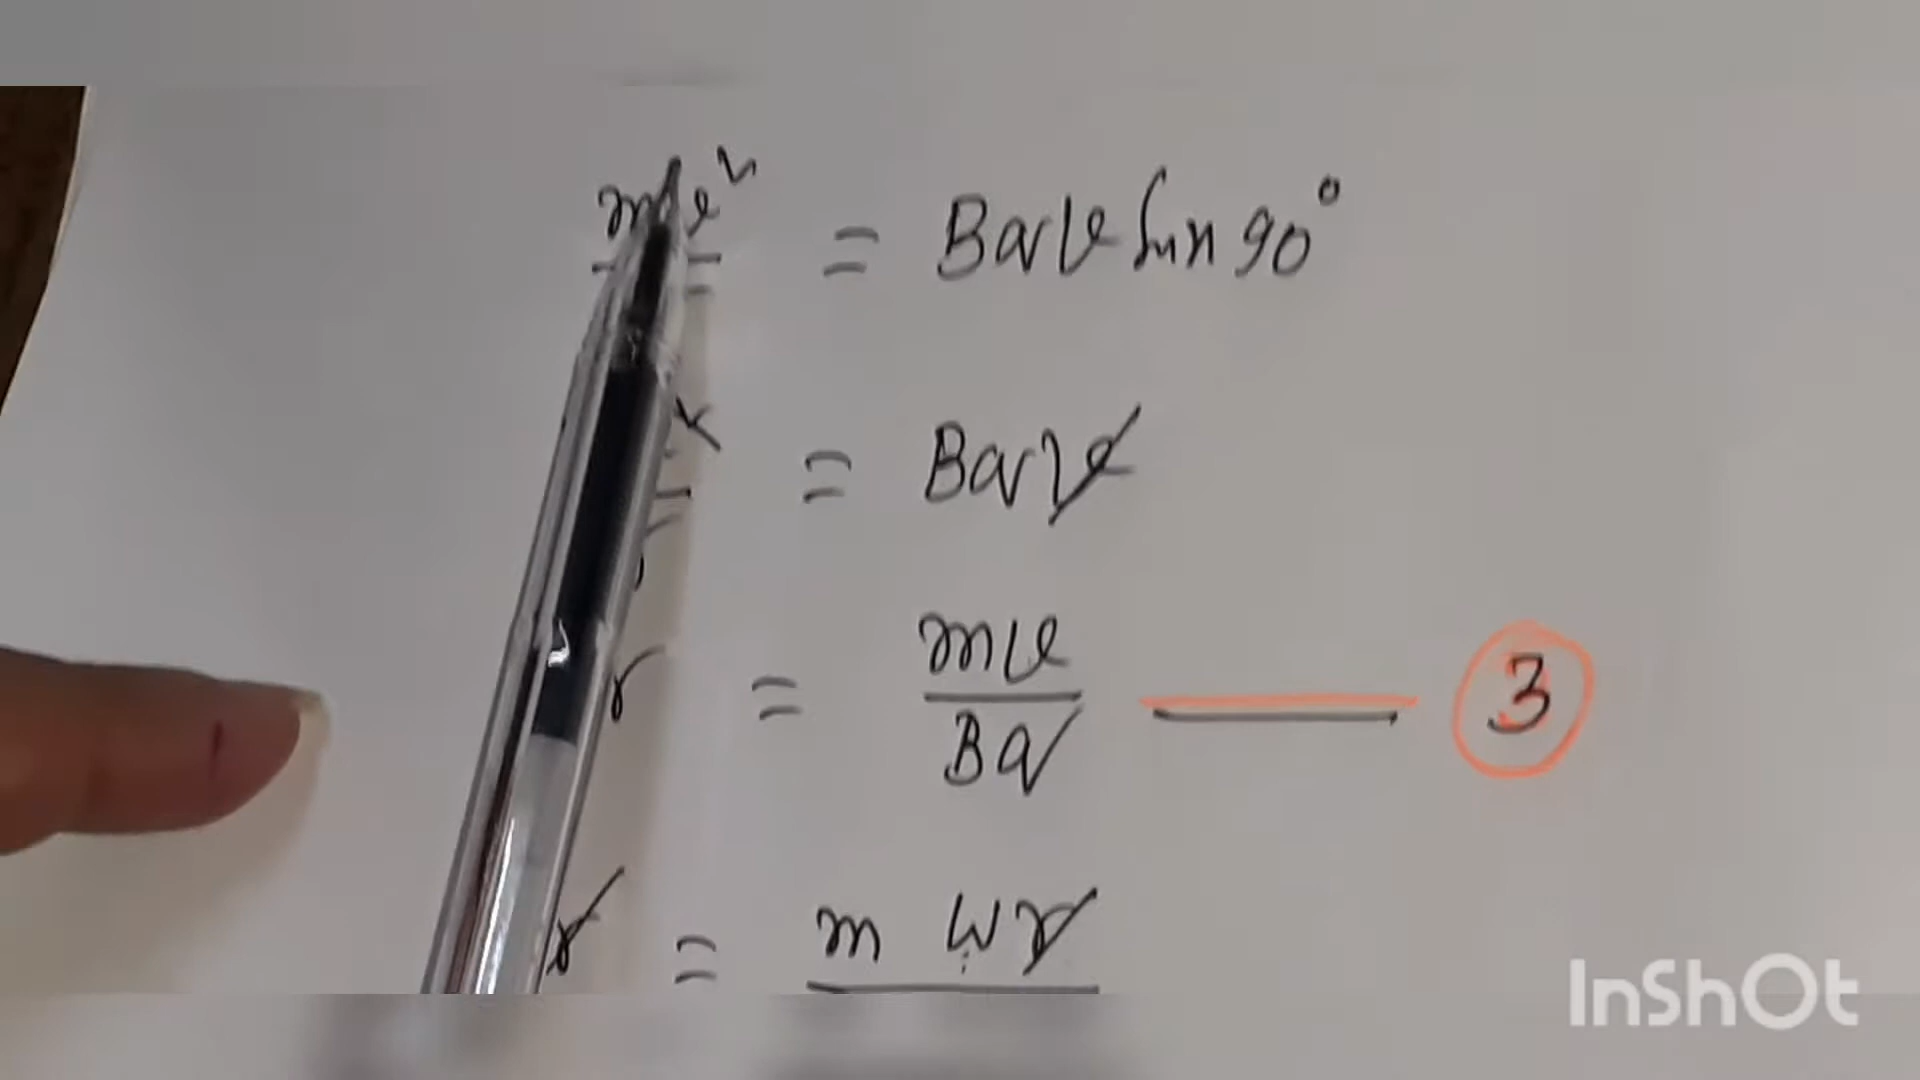 mv² = Bqv Sin 90°
= Bqv
r = mv / Bq —— 3
r = m ω r
InShOt